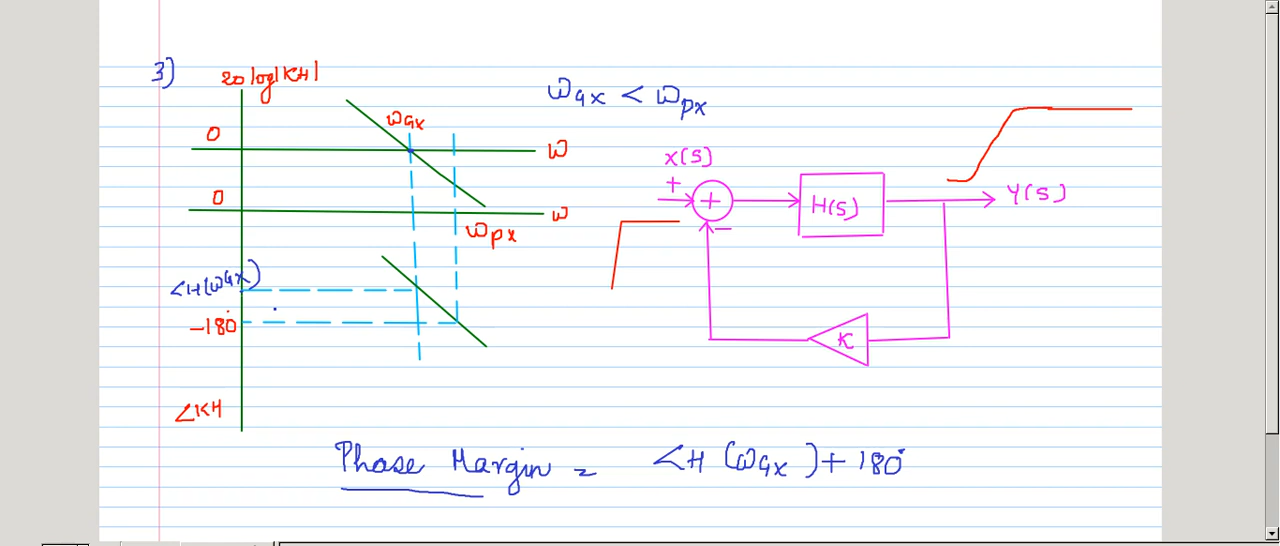 3)
20 log|KH|
ωGx < ωpx
ωGx
0
ω
X(S)
+
+
H(S)
Y(S)
0
ω
ωpx
−
∠H(ωGx)
−180°
K
∠KH
Phase Margin = ∠H (ωGx) + 180°